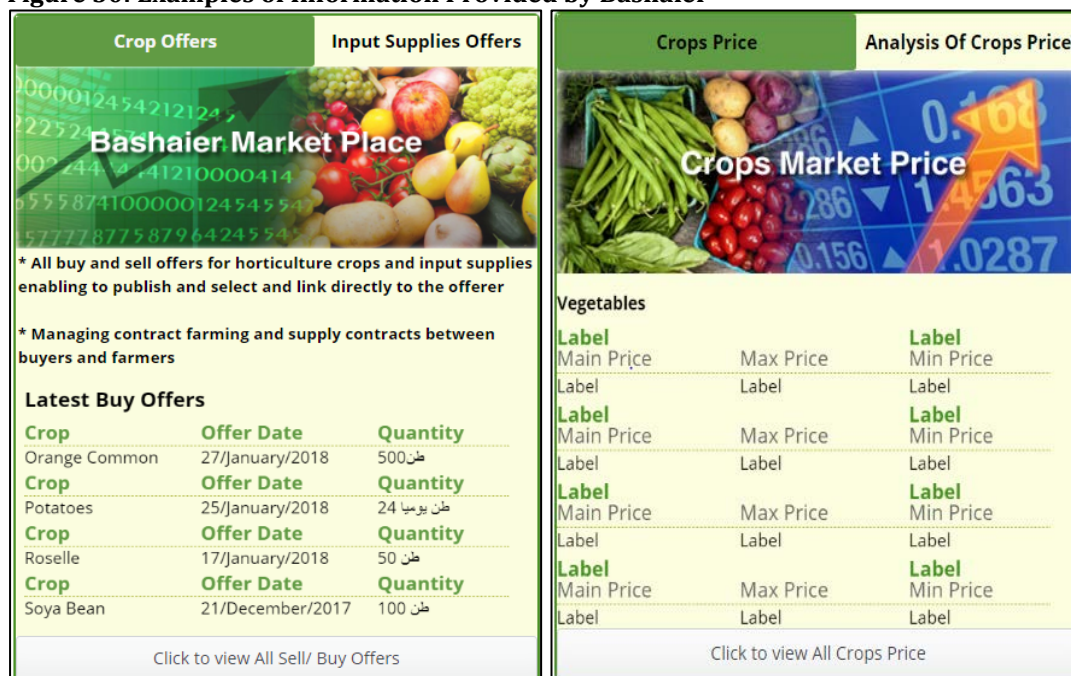 Crop Offers
Input Supplies Offers
Bashaier Market Place
* All buy and sell offers for horticulture crops and input supplies
enabling to publish and select and link directly to the offerer
* Managing contract farming and supply contracts between
buyers and farmers
Latest Buy Offers
Crop Offer Date Quantity
Orange Common 27/January/2018 500طن
Crop Offer Date Quantity
Potatoes 25/January/2018 24 طن يوميا
Crop Offer Date Quantity
Roselle 17/January/2018 50 طن
Crop Offer Date Quantity
Soya Bean 21/December/2017 100 طن
Click to view All Sell/ Buy Offers
Crops Price
Analysis Of Crops Price
Crops Market Price
0.168
1.4563
0.156
1.0287
Vegetables
Label Label
Main Price Max Price Min Price
Label Label Label
Label Label
Main Price Max Price Min Price
Label Label Label
Label Label
Main Price Max Price Min Price
Label Label Label
Label Label
Main Price Max Price Min Price
Label Label Label
Click to view All Crops Price